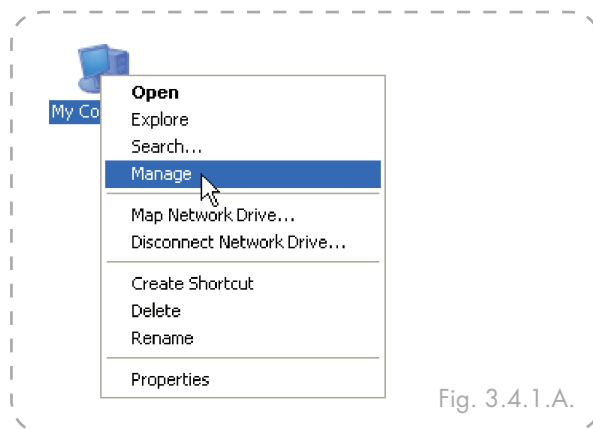 My Co
Open
Explore
Search...
Manage
Map Network Drive...
Disconnect Network Drive...
Create Shortcut
Delete
Rename
Properties
Fig. 3.4.1.A.